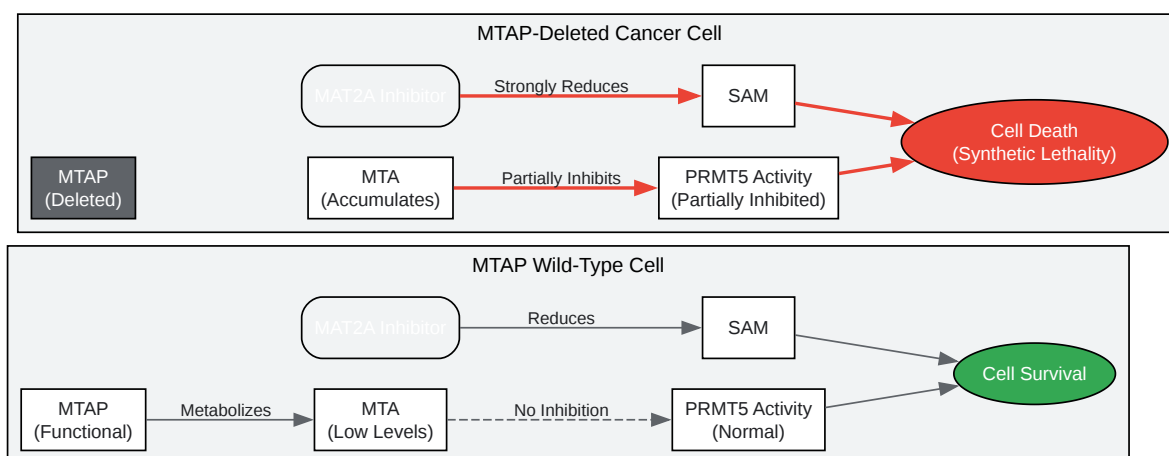 MTAP-Deleted Cancer Cell
MAT2A Inhibitor
Strongly Reduces
SAM
Cell Death
(Synthetic Lethality)
MTAP
(Deleted)
MTA
(Accumulates)
Partially Inhibits
PRMT5 Activity
(Partially Inhibited)
MTAP Wild-Type Cell
MAT2A Inhibitor
Reduces
SAM
Cell Survival
MTAP
(Functional)
Metabolizes
MTA
(Low Levels)
No Inhibition
PRMT5 Activity
(Normal)